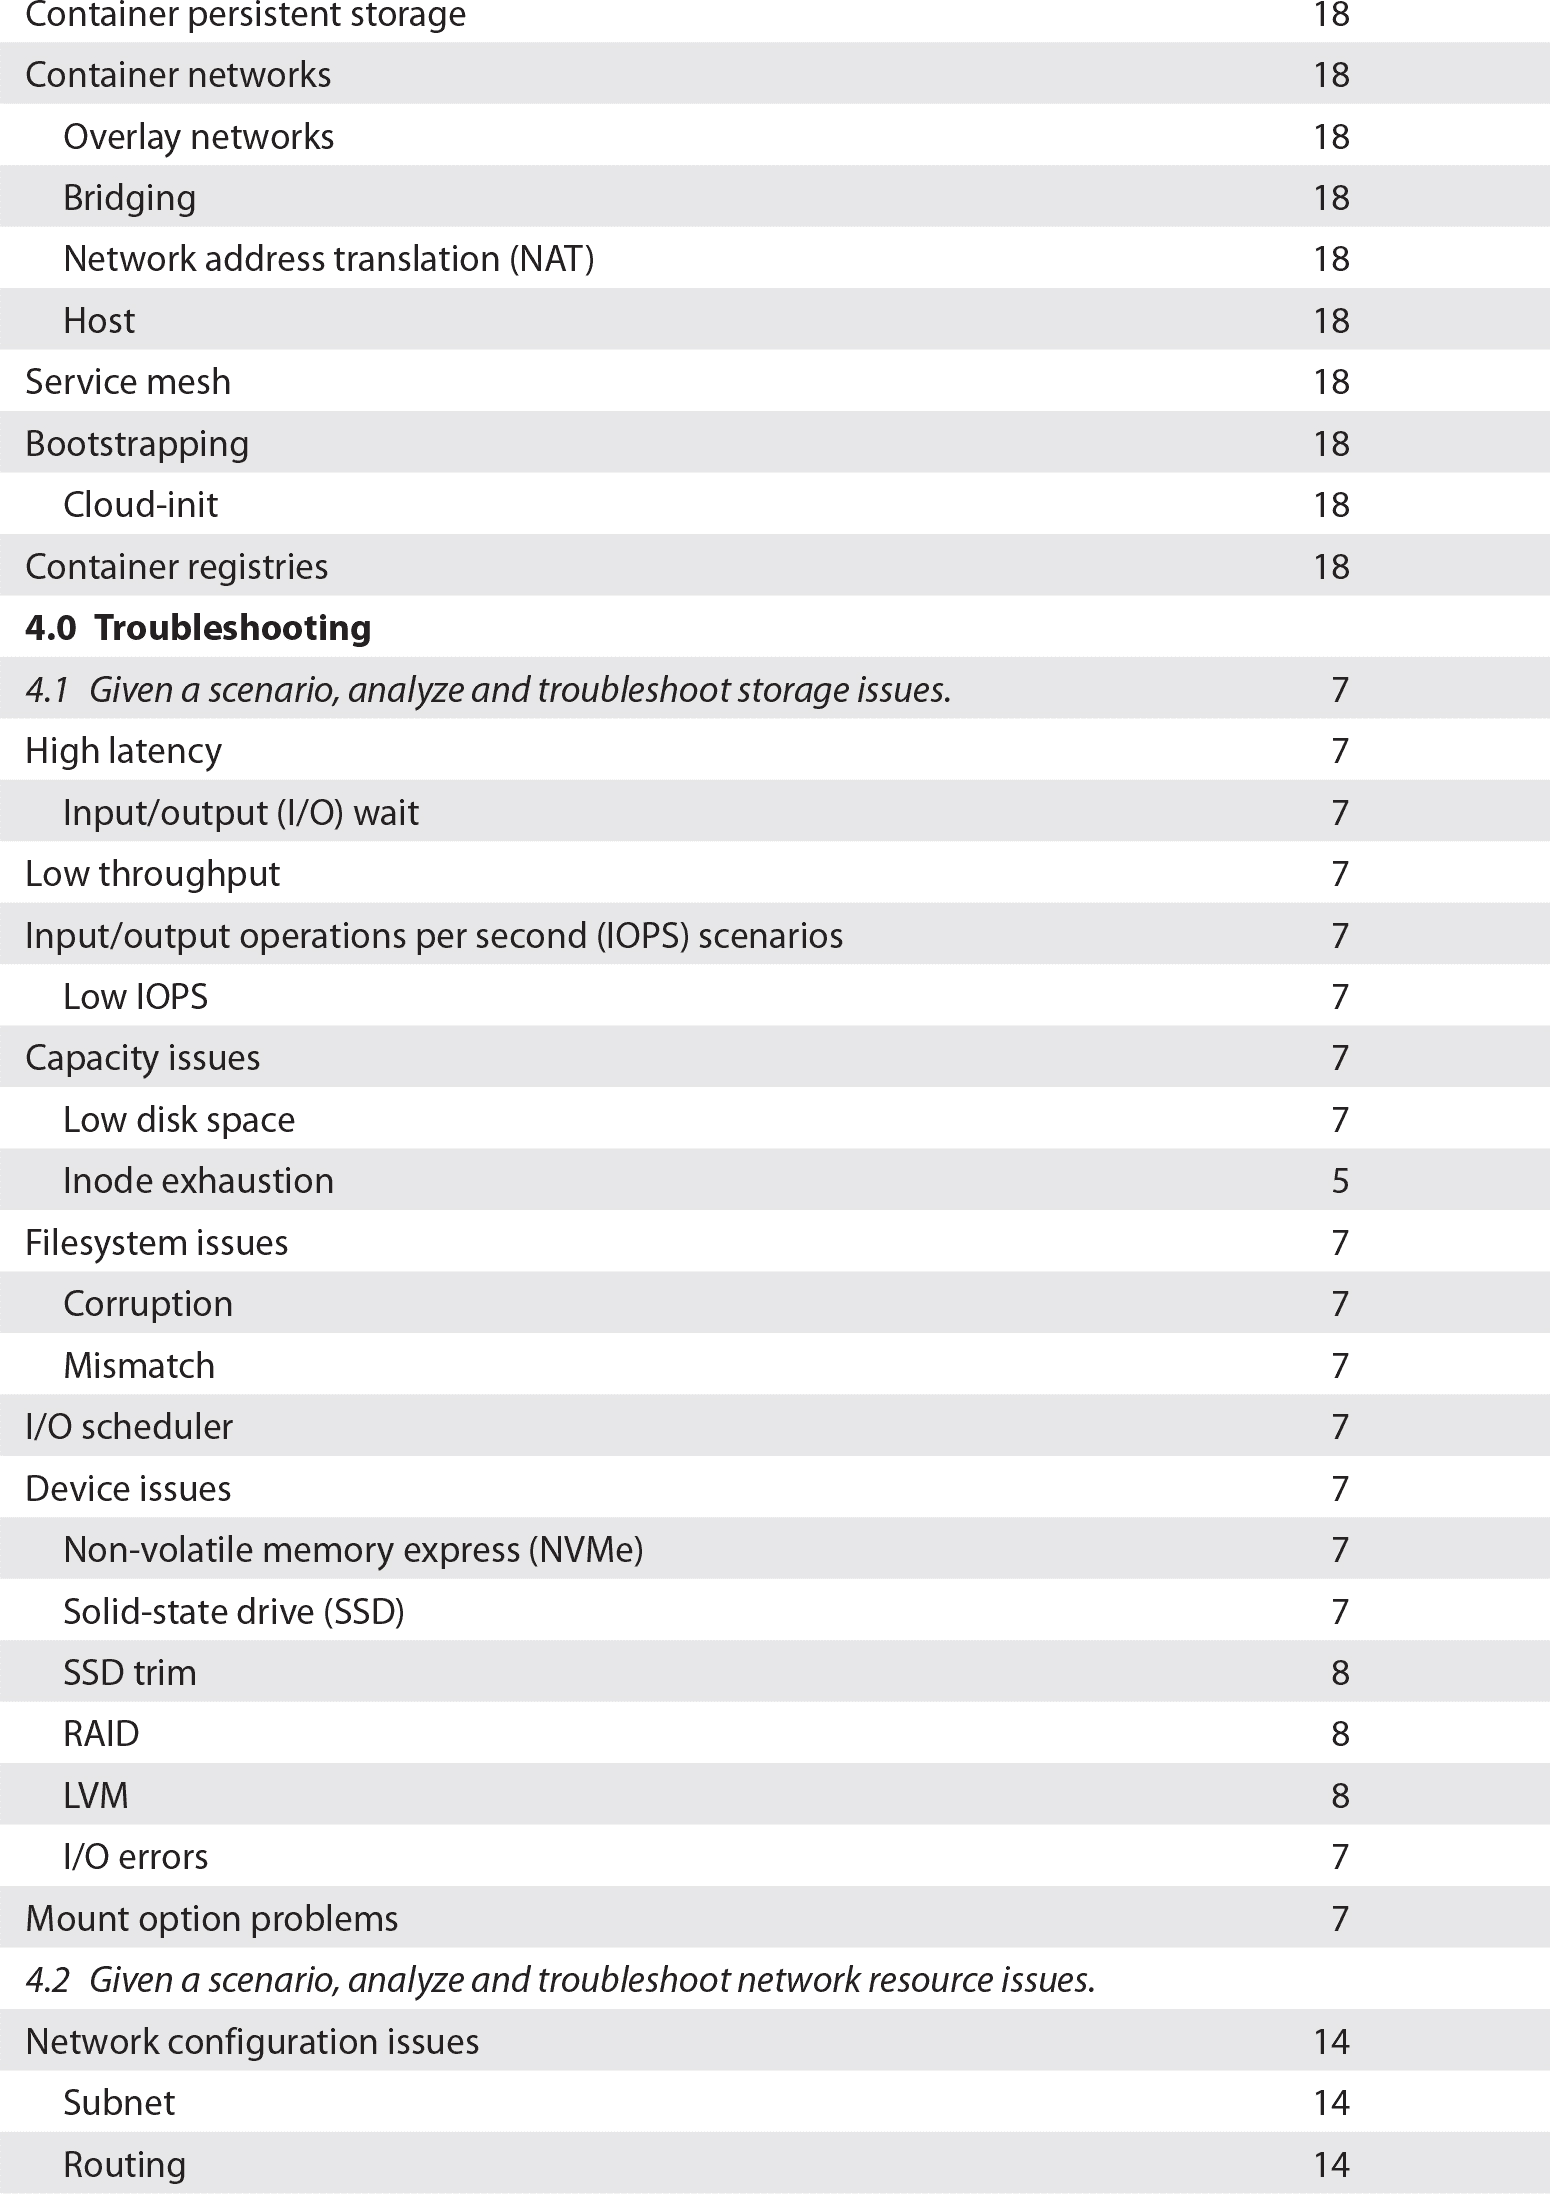 Container persistent storage 18
Container networks 18
Overlay networks 18
Bridging 18
Network address translation (NAT) 18
Host 18
Service mesh 18
Bootstrapping 18
Cloud-init 18
Container registries 18
4.0 Troubleshooting
4.1 Given a scenario, analyze and troubleshoot storage issues. 7
High latency 7
Input/output (I/O) wait 7
Low throughput 7
Input/output operations per second (IOPS) scenarios 7
Low IOPS 7
Capacity issues 7
Low disk space 7
Inode exhaustion 5
Filesystem issues 7
Corruption 7
Mismatch 7
I/O scheduler 7
Device issues 7
Non-volatile memory express (NVMe) 7
Solid-state drive (SSD) 7
SSD trim 8
RAID 8
LVM 8
I/O errors 7
Mount option problems 7
4.2 Given a scenario, analyze and troubleshoot network resource issues.
Network configuration issues 14
Subnet 14
Routing 14